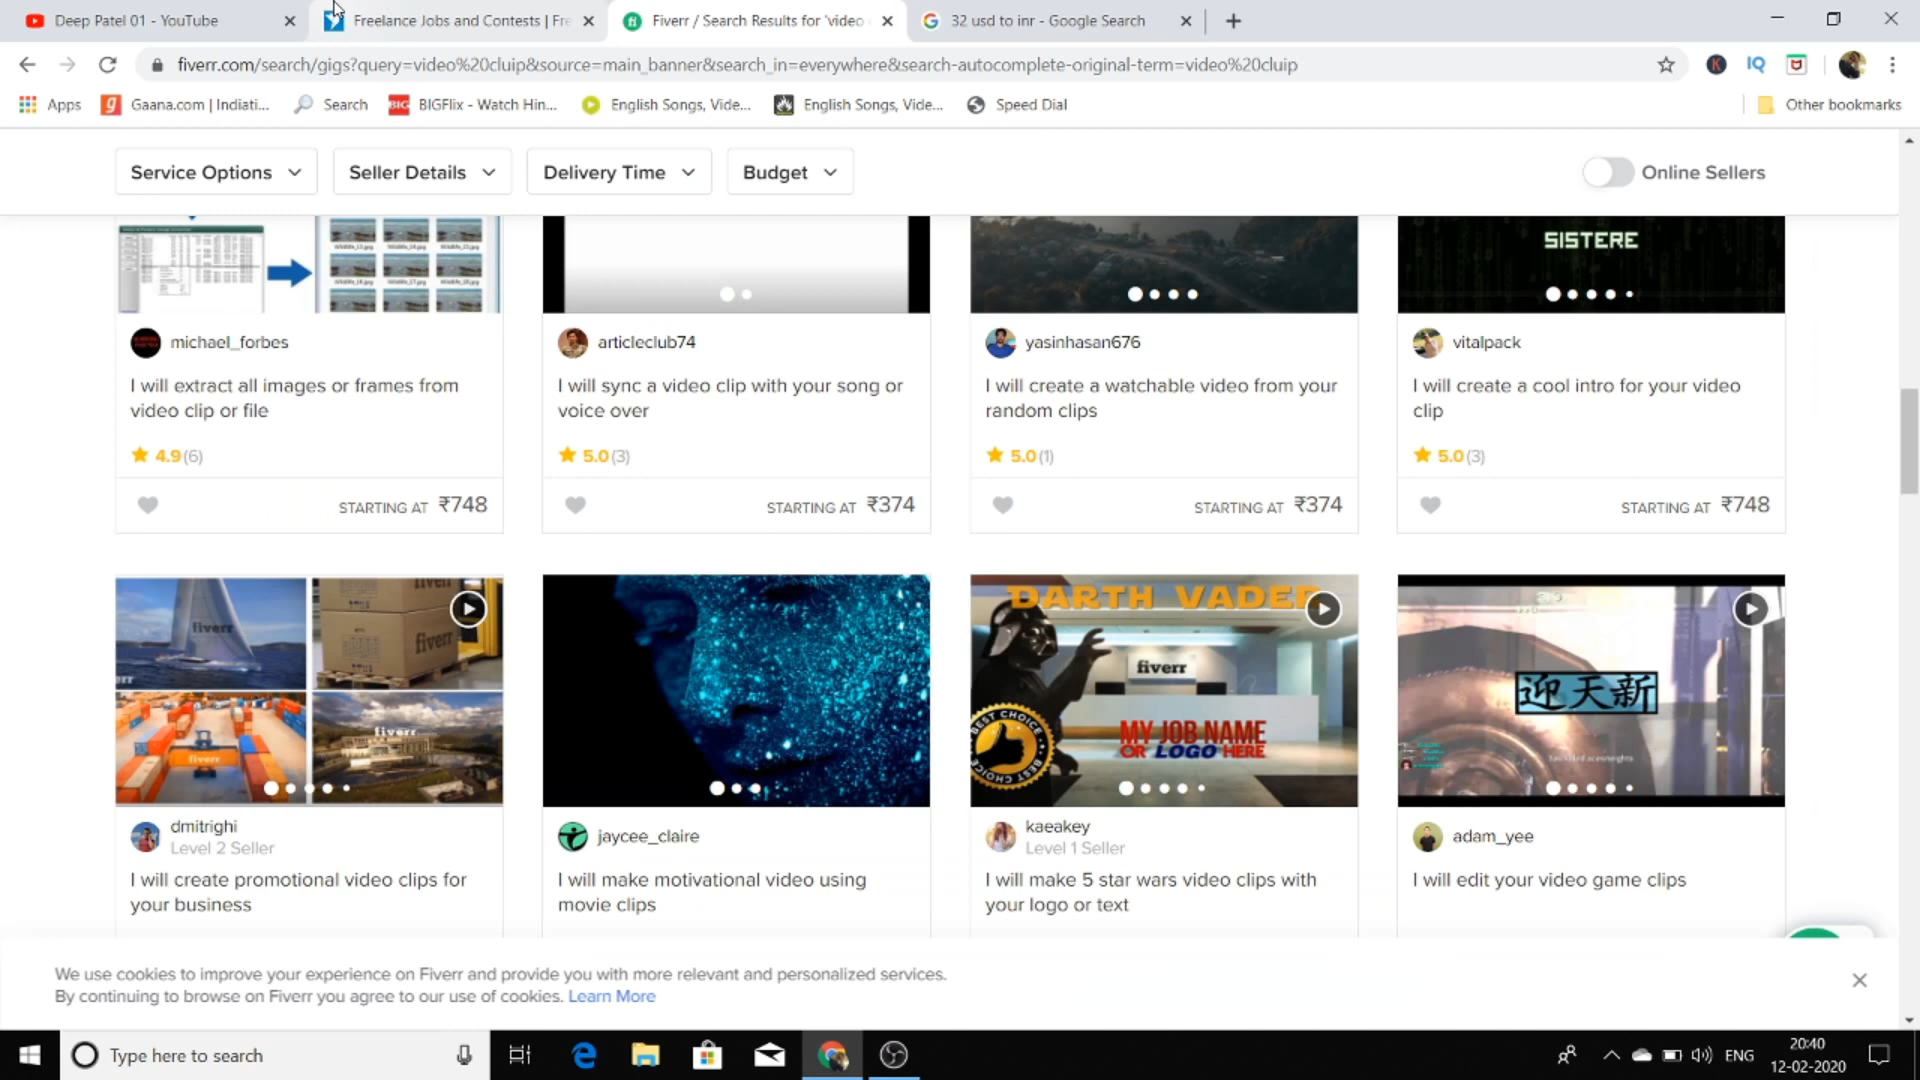 Deep Patel 01 - YouTube
Freelance Jobs and Contests | Fre
Fiverr / Search Results for 'video
32 usd to inr - Google Search
fiverr.com/search/gigs?query=video%20cluip&source=main_banner&search_in=everywhere&search-autocomplete-original-term=video%20cluip
Apps
Gaana.com | Indiati...
Search
BIGFlix - Watch Hin...
English Songs, Vide...
English Songs, Vide...
Speed Dial
Other bookmarks
Service Options
Seller Details
Delivery Time
Budget
Online Sellers
SISTERE
michael_forbes
I will extract all images or frames from
video clip or file
4.9(6)
STARTING AT ₹748
articleclub74
I will sync a video clip with your song or
voice over
5.0(3)
STARTING AT ₹374
yasinhasan676
I will create a watchable video from your
random clips
5.0(1)
STARTING AT ₹374
vitalpack
I will create a cool intro for your video
clip
5.0(3)
STARTING AT ₹748
fiverr
fiverr
fiverr
fiverr
DARTH VADER
fiverr
BEST CHOICE
BEST CHOICE
MY JOB NAME
OR LOGO HERE
迎天新
dmitrighi
Level 2 Seller
I will create promotional video clips for
your business
jaycee_claire
I will make motivational video using
movie clips
kaeakey
Level 1 Seller
I will make 5 star wars video clips with
your logo or text
adam_yee
I will edit your video game clips
We use cookies to improve your experience on Fiverr and provide you with more relevant and personalized services.
By continuing to browse on Fiverr you agree to our use of cookies. Learn More
Type here to search
ENG
20:40
12-02-2020